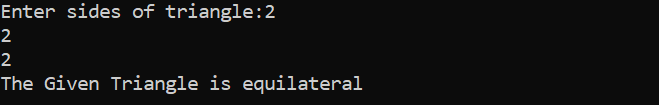 Enter sides of triangle:2
2
2
The Given Triangle is equilateral